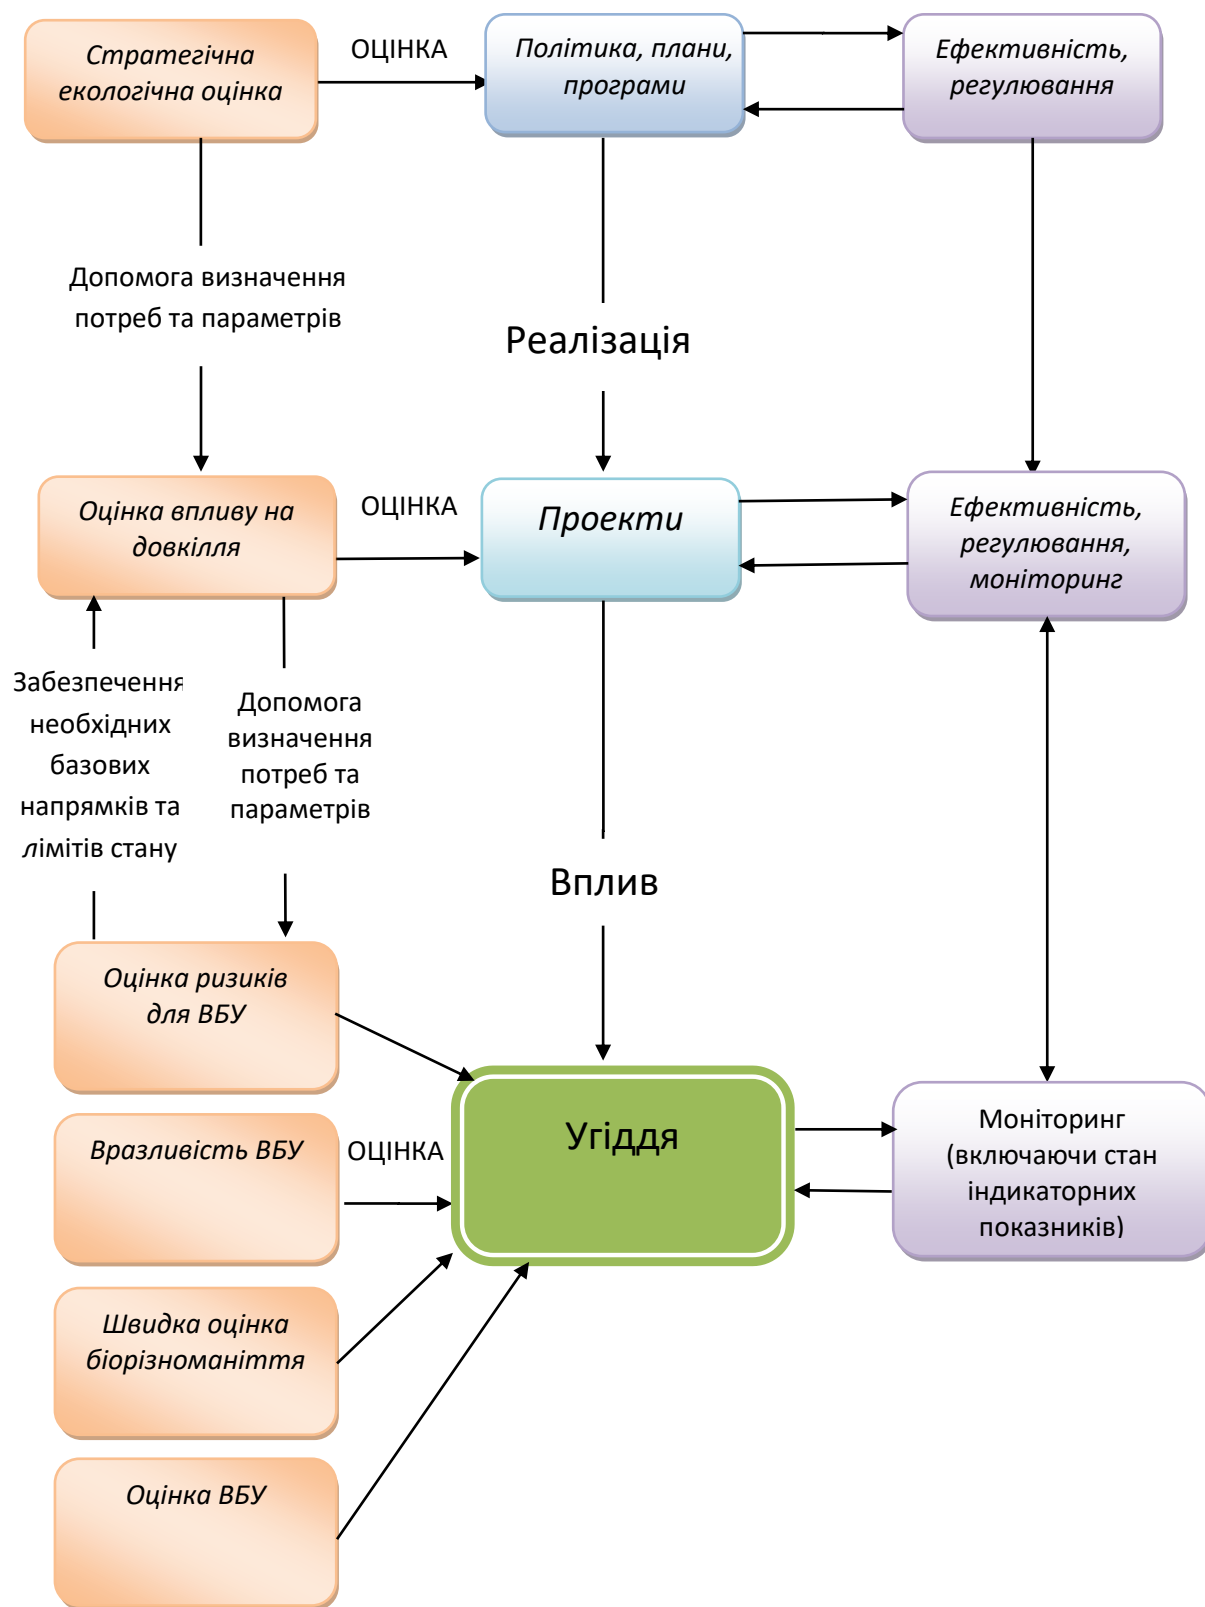 Стратегічна
екологічна оцінка
ОЦІНКА
Політика, плани,
програми
Ефективність,
регулювання
Допомога визначення
потреб та параметрів
Реалізація
Оцінка впливу на
довкілля
ОЦІНКА
Проекти
Ефективність,
регулювання,
моніторинг
Забезпечення
необхідних
базових
напрямків та
лімітів стану
Допомога
визначення
потреб та
параметрів
Вплив
Оцінка ризиків
для ВБУ
Вразливість ВБУ
ОЦІНКА
Угіддя
Моніторинг
(включаючи стан
індикаторних
показників)
Швидка оцінка
біорізноманіття
Оцінка ВБУ